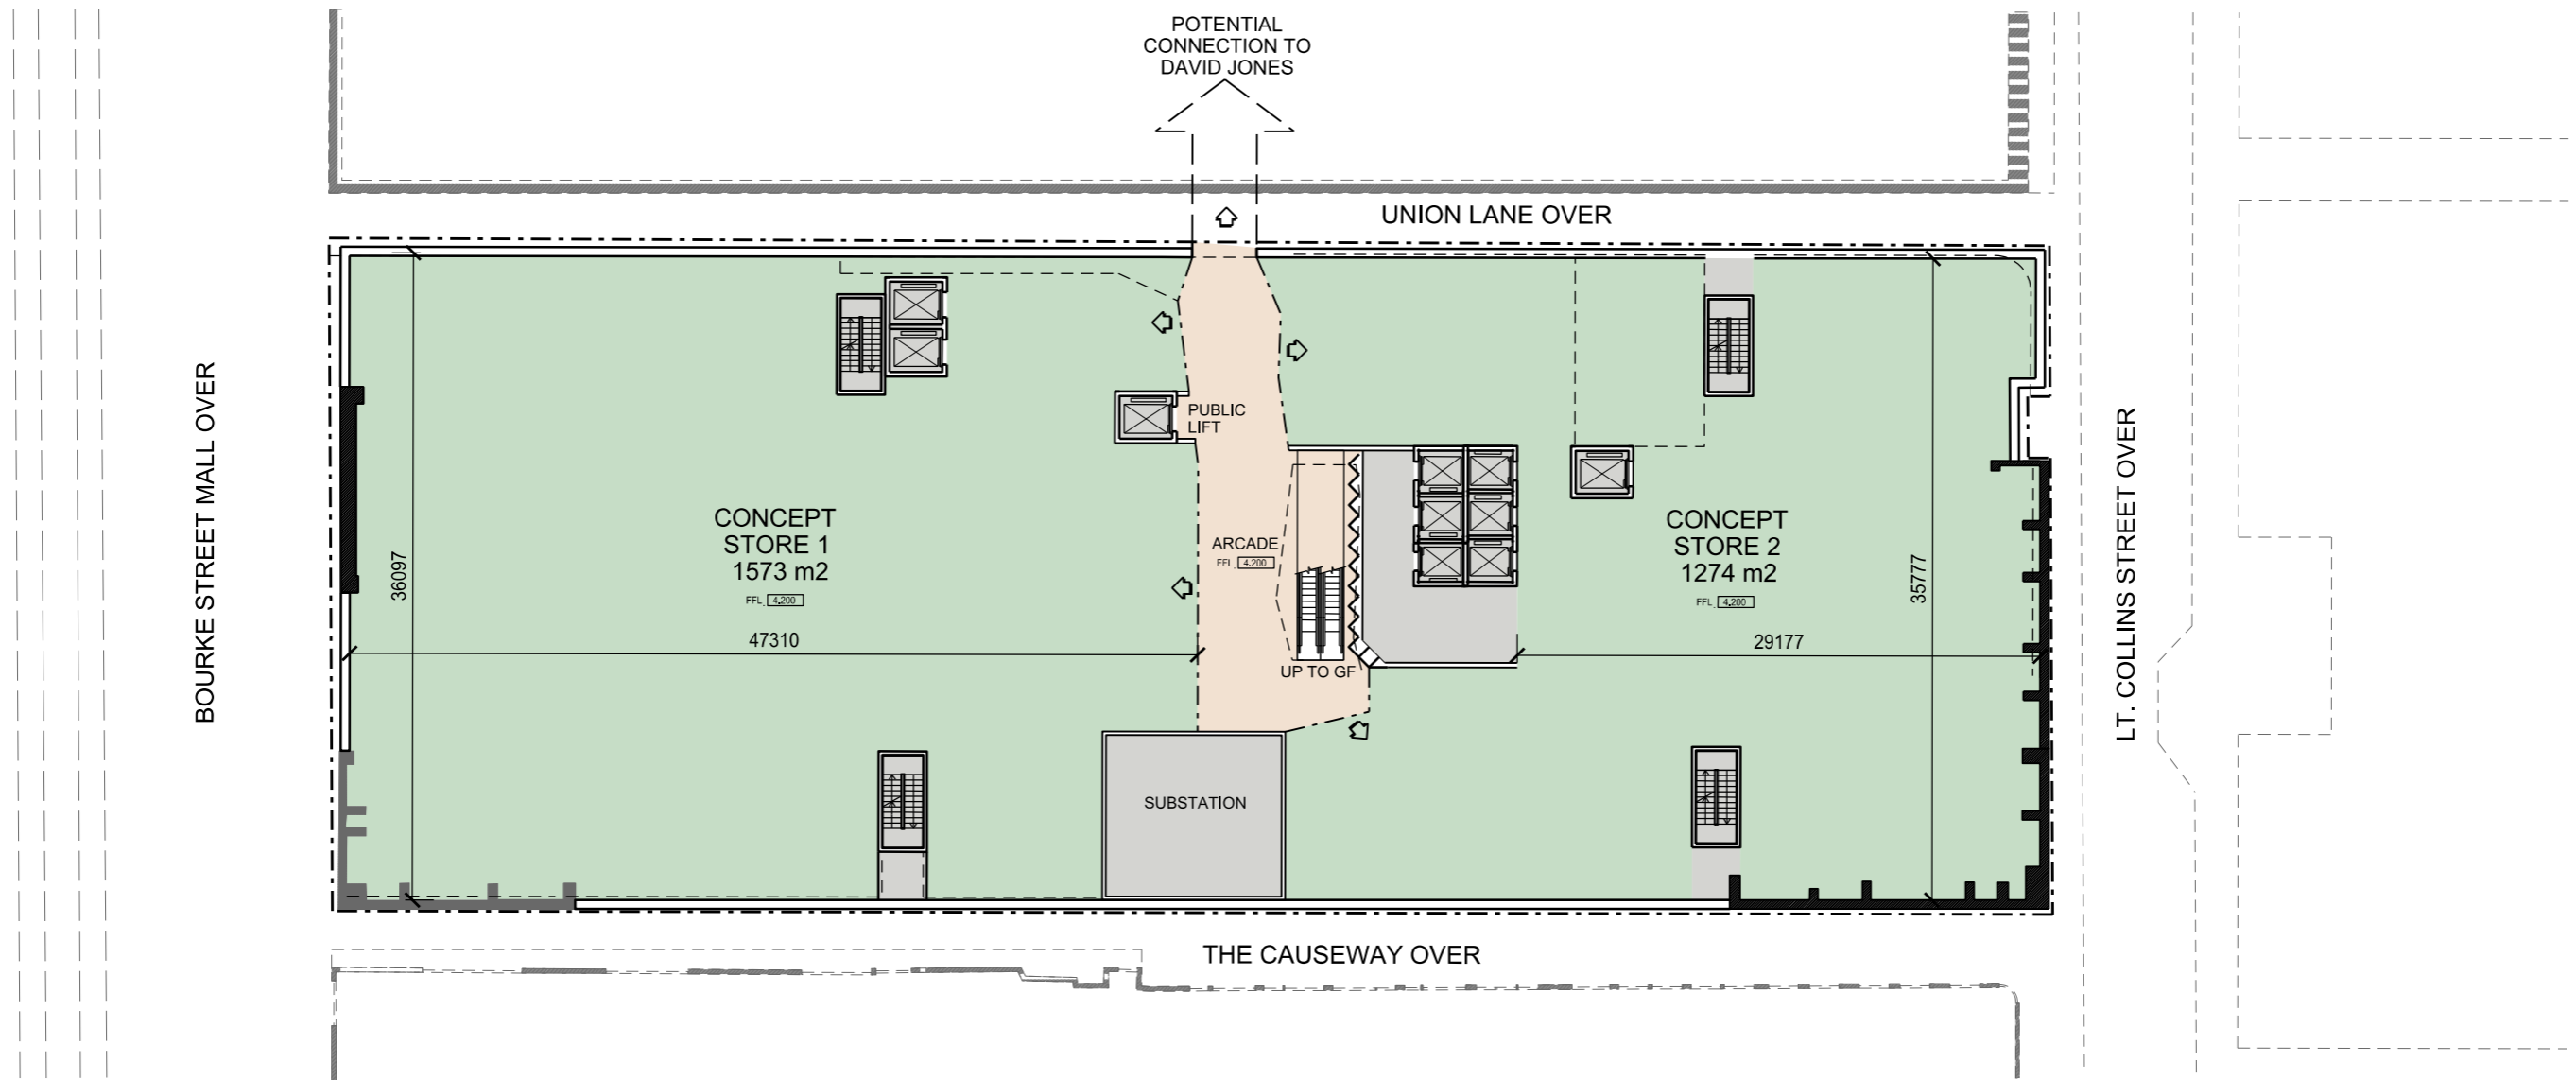 POTENTIAL
CONNECTION TO
DAVID JONES
UNION LANE OVER
BOURKE STREET MALL OVER
36097
CONCEPT
STORE 1
1573 m2
FFL 4.200
47310
PUBLIC
LIFT
ARCADE
FFL 4.200
UP TO GF
SUBSTATION
CONCEPT
STORE 2
1274 m2
FFL 4.200
29177
35777
LT. COLLINS STREET OVER
THE CAUSEWAY OVER